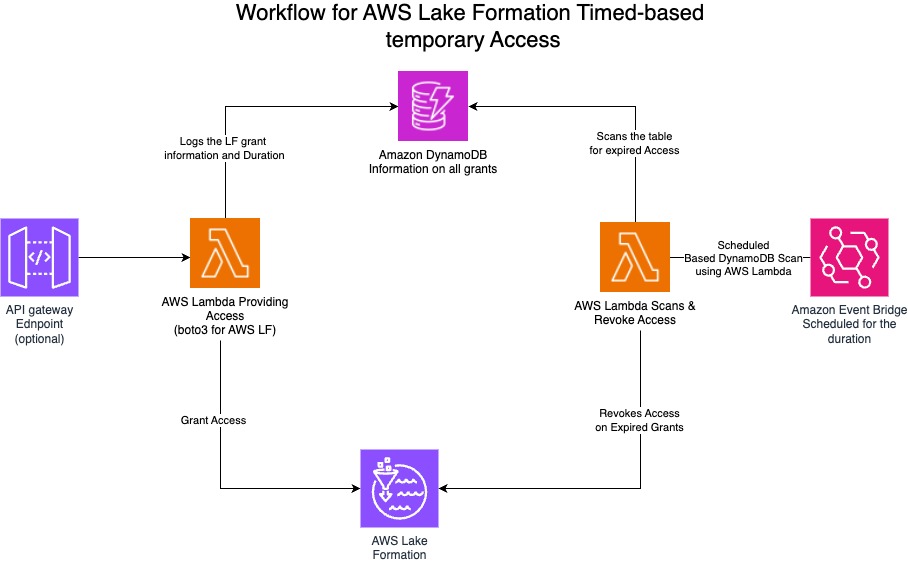 Workflow for AWS Lake Formation Timed-based
temporary Access
Logs the LF grant
information and Duration
Scans the table
for expired Access
Amazon DynamoDB
Information on all grants
</>
API gateway
Ednpoint
(optional)
AWS Lambda Providing
Access
(boto3 for AWS LF)
AWS Lambda Scans &
Revoke Access
Scheduled
Based DynamoDB Scan
using AWS Lambda
Amazon Event Bridge
Scheduled for the
duration
Grant Access
Revokes Access
on Expired Grants
AWS Lake
Formation